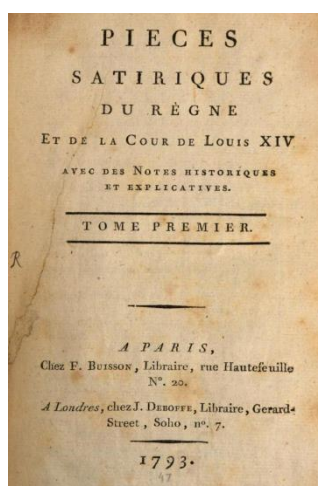 PIECES
SATIRIQUES
DU RÈGNE
ET DE LA COUR DE LOUIS XIV
AVEC DES NOTES HISTORIQUES
ET EXPLICATIVES.
TOME PREMIER.
R
A PARIS,
Chez F. BUISSON, Libraire, rue Hautefeuille
N°. 20.
A Londres, chez J. DEBOFFE, Libraire, Gerard-
Street, Soho, n°. 7.
1793.